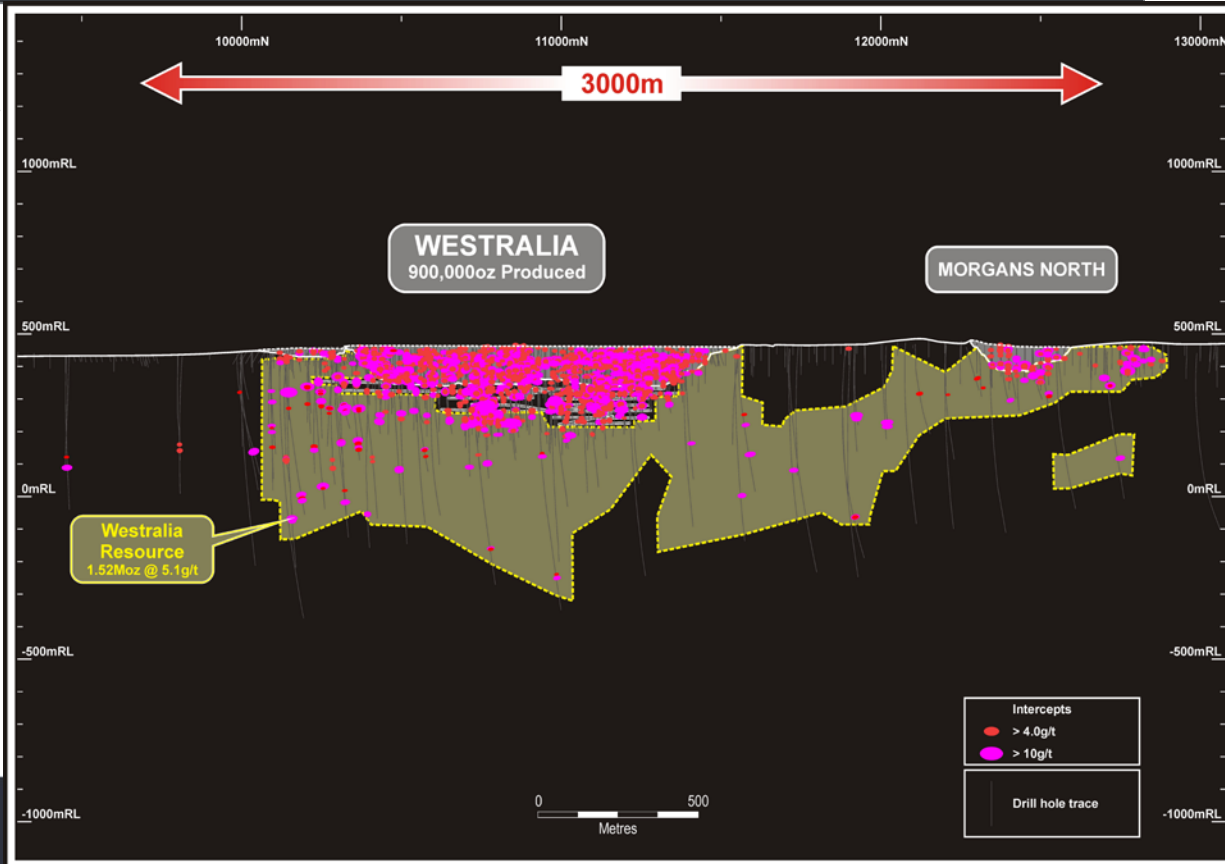 10000mN
11000mN
12000mN
13000mN
3000m
1000mRL
1000mRL
WESTRALIA
900,000oz Produced
MORGANS NORTH
500mRL
500mRL
0mRL
0mRL
Westralia
Resource
1.52Moz @ 5.1g/t
-500mRL
-500mRL
Intercepts
> 4.0g/t
> 10g/t
0
500
Metres
Drill hole trace
-1000mRL
-1000mRL